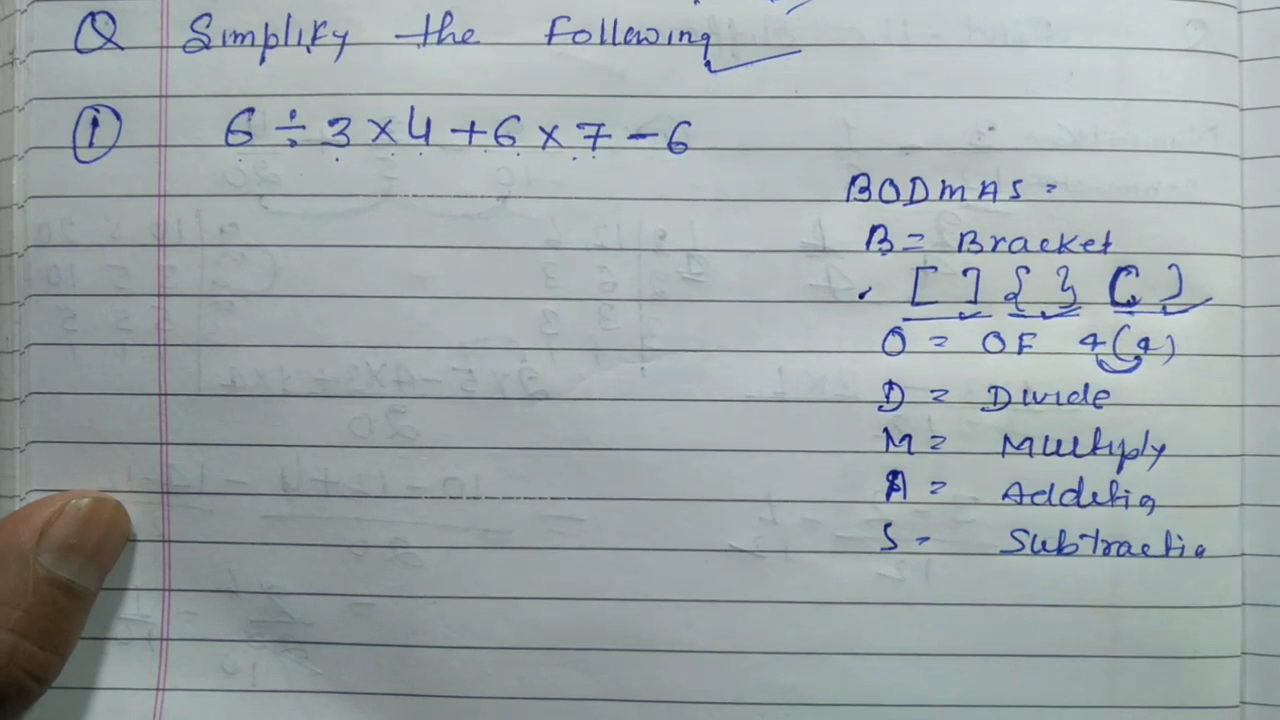 Q Simplify the Following
① 6 ÷ 3 × 4 + 6 × 7 - 6
BODMAS =
B = Bracket
[ ] { } ( )
O = OF 4(4)
D = Divide
M = Multiply
A = Addetio
S = Subtractio